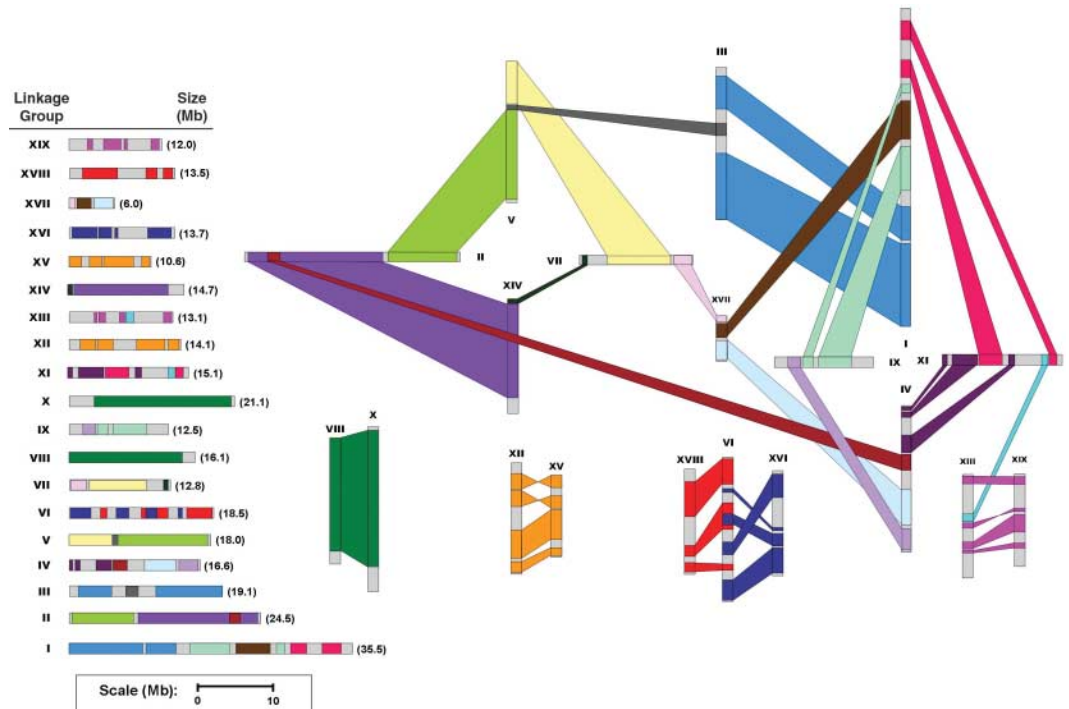 Linkage Group
Size (Mb)
XIX (12.0)
XVIII (13.5)
XVII (6.0)
XVI (13.7)
XV (10.6)
XIV (14.7)
XIII (13.1)
XII (14.1)
XI (15.1)
X (21.1)
IX (12.5)
VIII (16.1)
VII (12.8)
VI (18.5)
V (18.0)
IV (16.6)
III (19.1)
II (24.5)
I (35.5)
Scale (Mb): 0 10
III
V
II
VII
XIV
XVII
I
IX
XI
IV
VIII
X
XII
XV
XVIII
VI
XVI
XIII
XIX